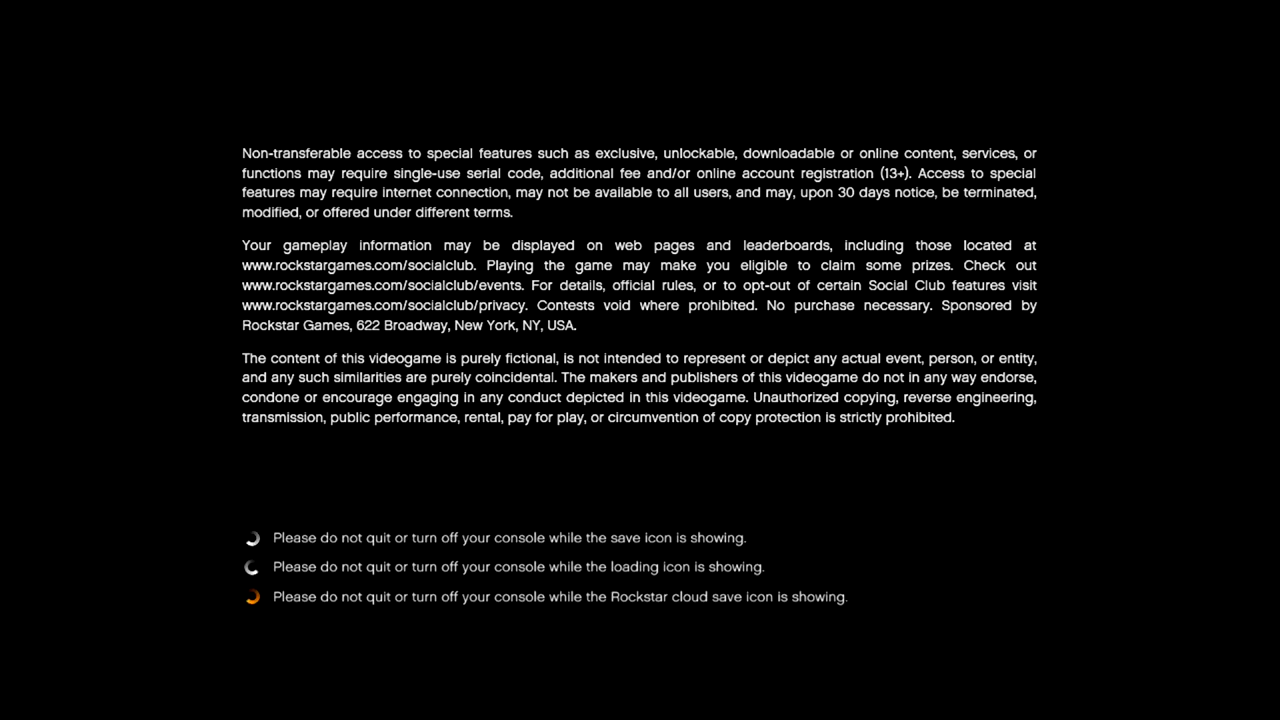 Non-transferable access to special features such as exclusive, unlockable, downloadable or online content, services, or
functions may require single-use serial code, additional fee and/or online account registration (13+). Access to special
features may require internet connection, may not be available to all users, and may, upon 30 days notice, be terminated,
modified, or offered under different terms.
Your gameplay information may be displayed on web pages and leaderboards, including those located at
www.rockstargames.com/socialclub. Playing the game may make you eligible to claim some prizes. Check out
www.rockstargames.com/socialclub/events. For details, official rules, or to opt-out of certain Social Club features visit
www.rockstargames.com/socialclub/privacy. Contests void where prohibited. No purchase necessary. Sponsored by
Rockstar Games, 622 Broadway, New York, NY, USA.
The content of this videogame is purely fictional, is not intended to represent or depict any actual event, person, or entity,
and any such similarities are purely coincidental. The makers and publishers of this videogame do not in any way endorse,
condone or encourage engaging in any conduct depicted in this videogame. Unauthorized copying, reverse engineering,
transmission, public performance, rental, pay for play, or circumvention of copy protection is strictly prohibited.
Please do not quit or turn off your console while the save icon is showing.
Please do not quit or turn off your console while the loading icon is showing.
Please do not quit or turn off your console while the Rockstar cloud save icon is showing.